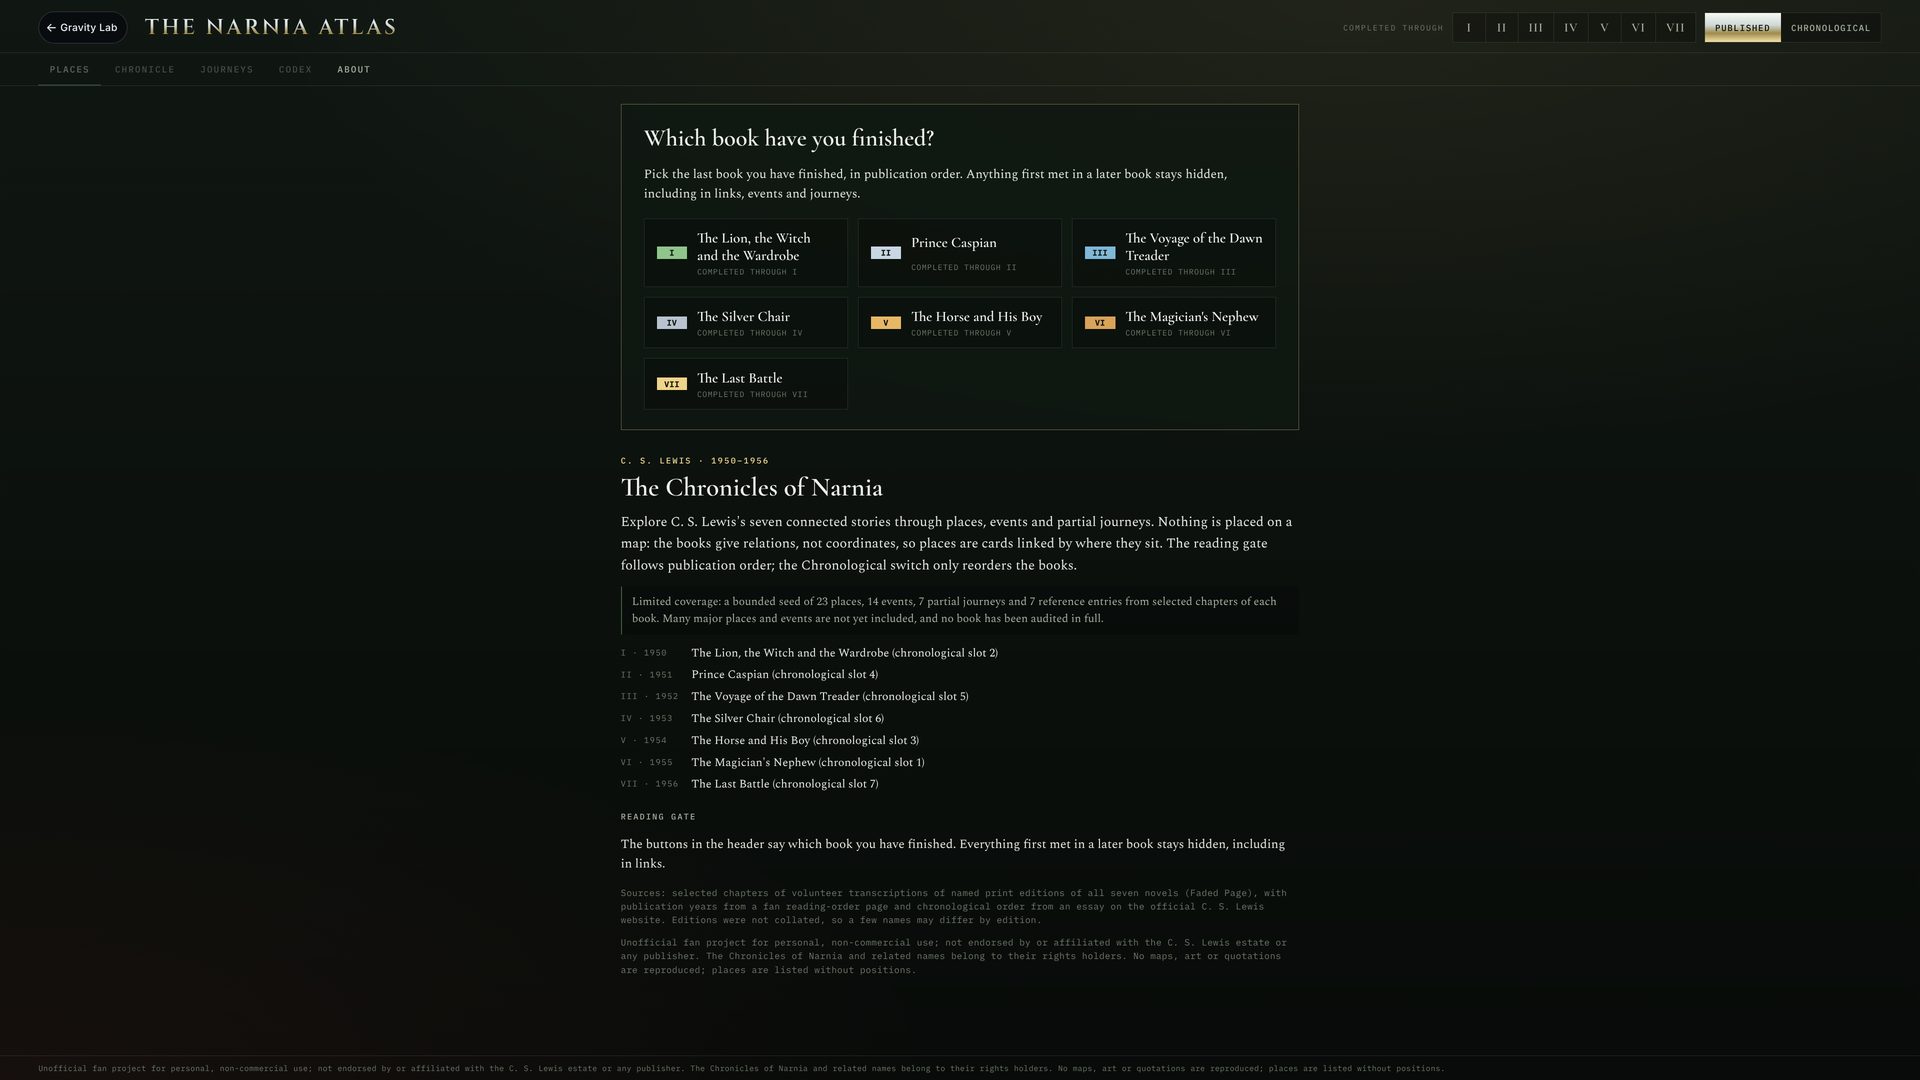 ← Gravity Lab
THE NARNIA ATLAS
COMPLETED THROUGH
I II III IV V VI VII
PUBLISHED
CHRONOLOGICAL
PLACES
CHRONICLE
JOURNEYS
CODEX
ABOUT
Which book have you finished?
Pick the last book you have finished, in publication order. Anything first met in a later book stays hidden,
including in links, events and journeys.
I
The Lion, the Witch
and the Wardrobe
COMPLETED THROUGH I
II
Prince Caspian
COMPLETED THROUGH II
III
The Voyage of the Dawn
Treader
COMPLETED THROUGH III
IV
The Silver Chair
COMPLETED THROUGH IV
V
The Horse and His Boy
COMPLETED THROUGH V
VI
The Magician's Nephew
COMPLETED THROUGH VI
VII
The Last Battle
COMPLETED THROUGH VII
C. S. LEWIS · 1950–1956
The Chronicles of Narnia
Explore C. S. Lewis's seven connected stories through places, events and partial journeys. Nothing is placed on a
map: the books give relations, not coordinates, so places are cards linked by where they sit. The reading gate
follows publication order; the Chronological switch only reorders the books.
Limited coverage: a bounded seed of 23 places, 14 events, 7 partial journeys and 7 reference entries from selected chapters of each
book. Many major places and events are not yet included, and no book has been audited in full.
I · 1950 The Lion, the Witch and the Wardrobe (chronological slot 2)
II · 1951 Prince Caspian (chronological slot 4)
III · 1952 The Voyage of the Dawn Treader (chronological slot 5)
IV · 1953 The Silver Chair (chronological slot 6)
V · 1954 The Horse and His Boy (chronological slot 3)
VI · 1955 The Magician's Nephew (chronological slot 1)
VII · 1956 The Last Battle (chronological slot 7)
READING GATE
The buttons in the header say which book you have finished. Everything first met in a later book stays hidden, including
in links.
Sources: selected chapters of volunteer transcriptions of named print editions of all seven novels (Faded Page), with
publication years from a fan reading-order page and chronological order from an essay on the official C. S. Lewis
website. Editions were not collated, so a few names may differ by edition.
Unofficial fan project for personal, non-commercial use; not endorsed by or affiliated with the C. S. Lewis estate or
any publisher. The Chronicles of Narnia and related names belong to their rights holders. No maps, art or quotations
are reproduced; places are listed without positions.
Unofficial fan project for personal, non-commercial use; not endorsed by or affiliated with the C. S. Lewis estate or any publisher. The Chronicles of Narnia and related names belong to their rights holders. No maps, art or quotations are reproduced; places are listed without positions.